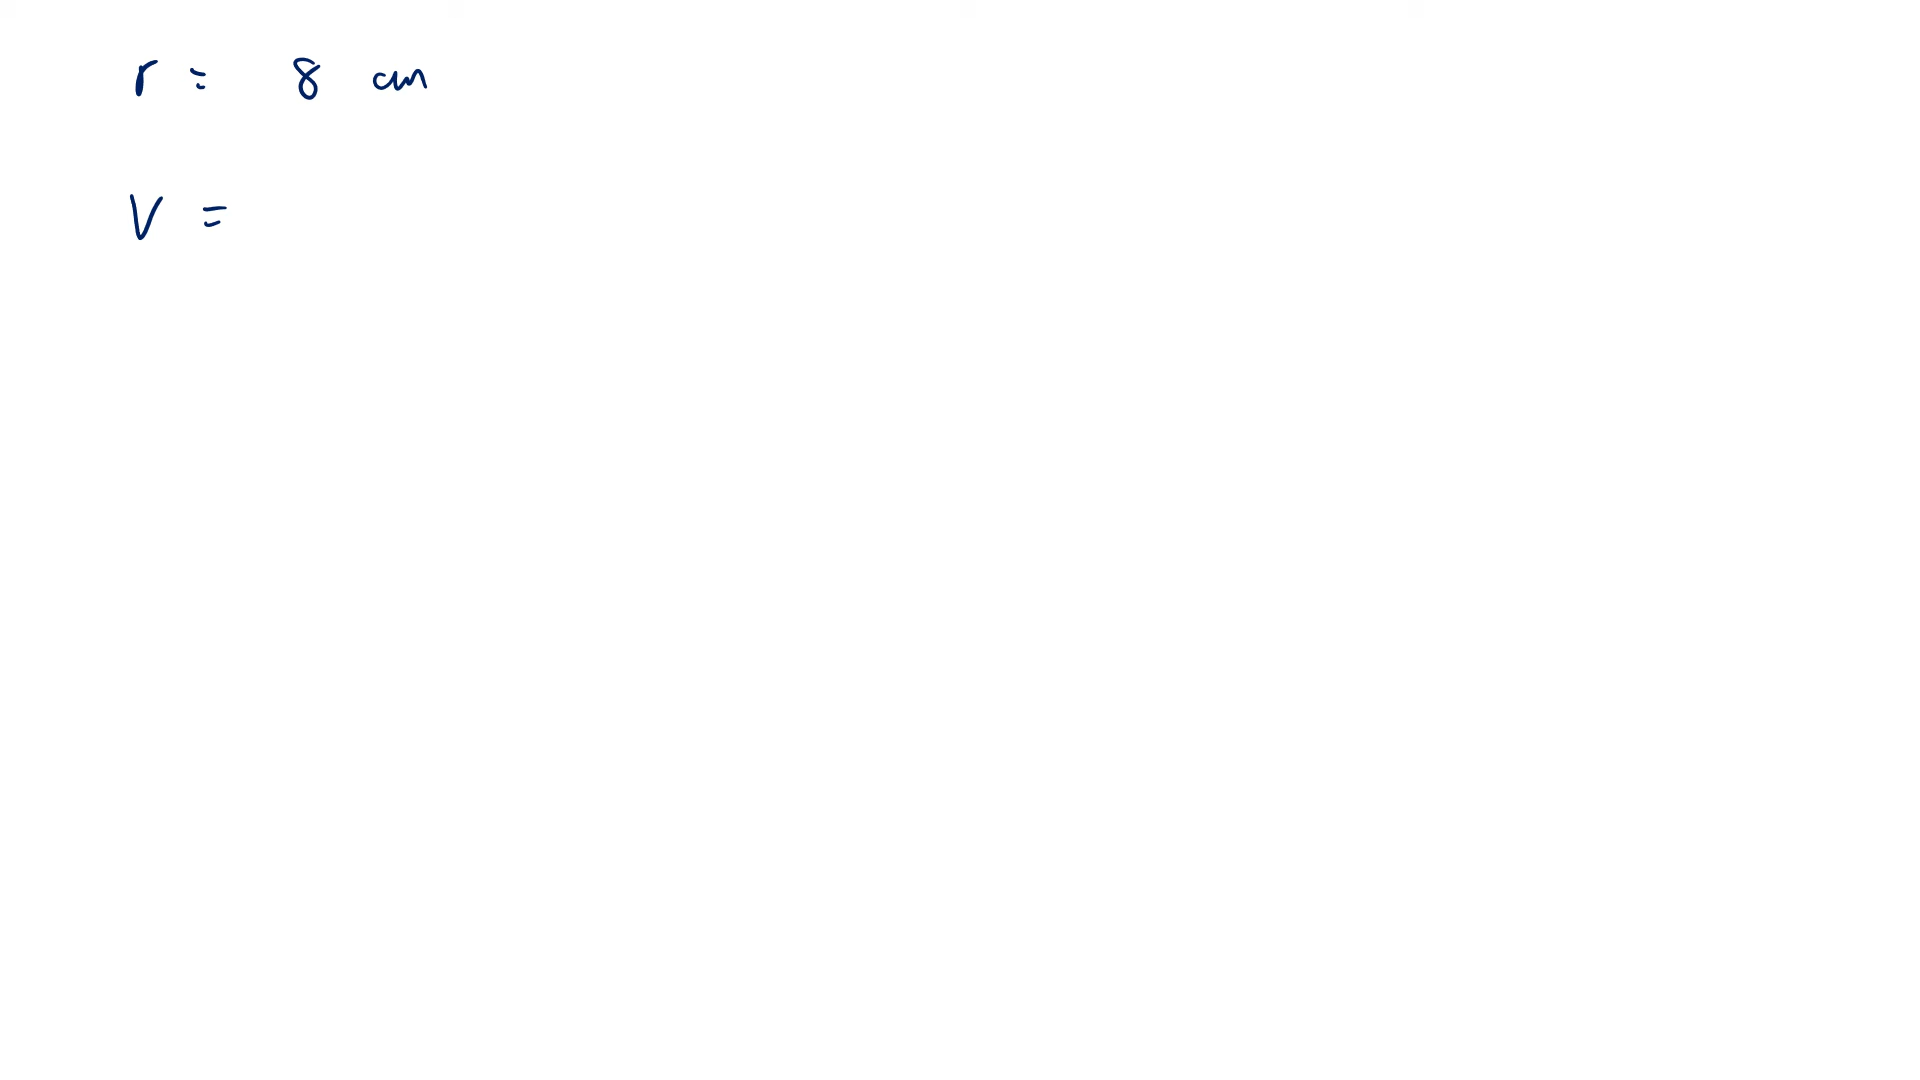 r = 8 cm
V =